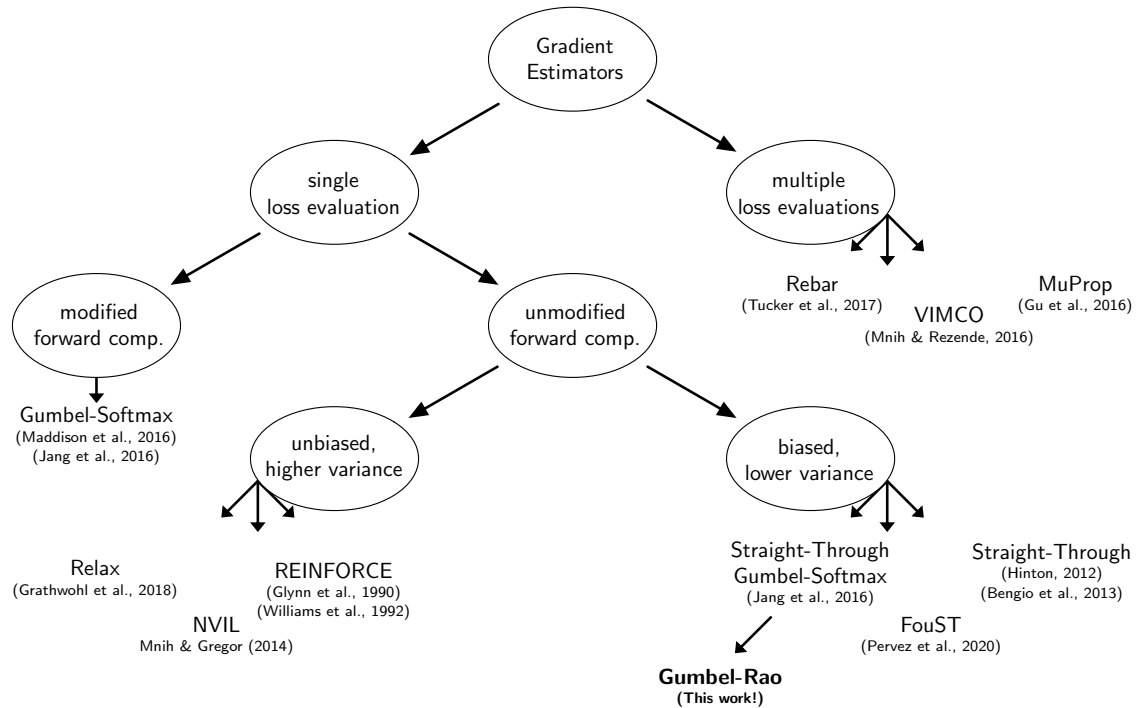 Gradient
Estimators
single
loss evaluation
multiple
loss evaluations
modified
forward comp.
unmodified
forward comp.
Rebar
(Tucker et al., 2017)
VIMCO
(Mnih & Rezende, 2016)
MuProp
(Gu et al., 2016)
Gumbel-Softmax
(Maddison et al., 2016)
(Jang et al., 2016)
unbiased,
higher variance
biased,
lower variance
Relax
(Grathwohl et al., 2018)
NVIL
Mnih & Gregor (2014)
REINFORCE
(Glynn et al., 1990)
(Williams et al., 1992)
Straight-Through
Gumbel-Softmax
(Jang et al., 2016)
FouST
(Pervez et al., 2020)
Straight-Through
(Hinton, 2012)
(Bengio et al., 2013)
Gumbel-Rao
(This work!)